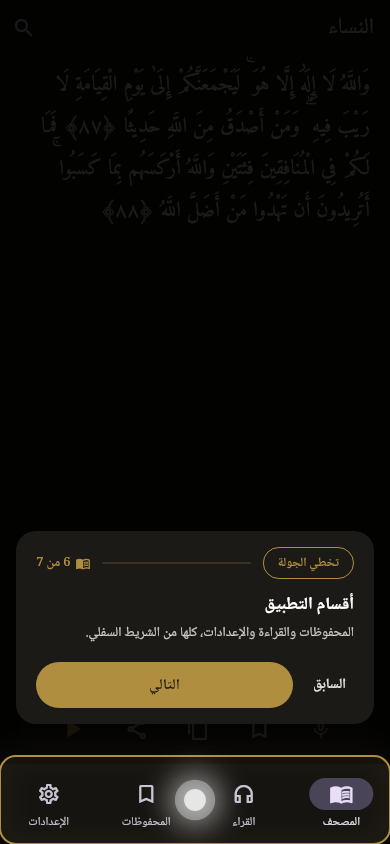 النساء
وَاللَّهُ لَا إِلَٰهَ إِلَّا هُوَ ۚ لَيَجْمَعَنَّكُمْ إِلَىٰ يَوْمِ الْقِيَامَةِ لَا
رَيْبَ فِيهِ ۗ وَمَنْ أَصْدَقُ مِنَ اللَّهِ حَدِيثًا ﴿٨٧﴾ فَمَا
لَكُمْ فِي الْمُنَافِقِينَ فِئَتَيْنِ وَاللَّهُ أَرْكَسَهُم بِمَا كَسَبُوا ۚ
أَتُرِيدُونَ أَن تَهْدُوا مَنْ أَضَلَّ اللَّهُ ﴿٨٨﴾
تخطي الجولة
6 من 7
أقسام التطبيق
المحفوظات والقراءة والإعدادات، كلها من الشريط السفلي.
السابق
التالي
المصحف
القراء
المحفوظات
الإعدادات